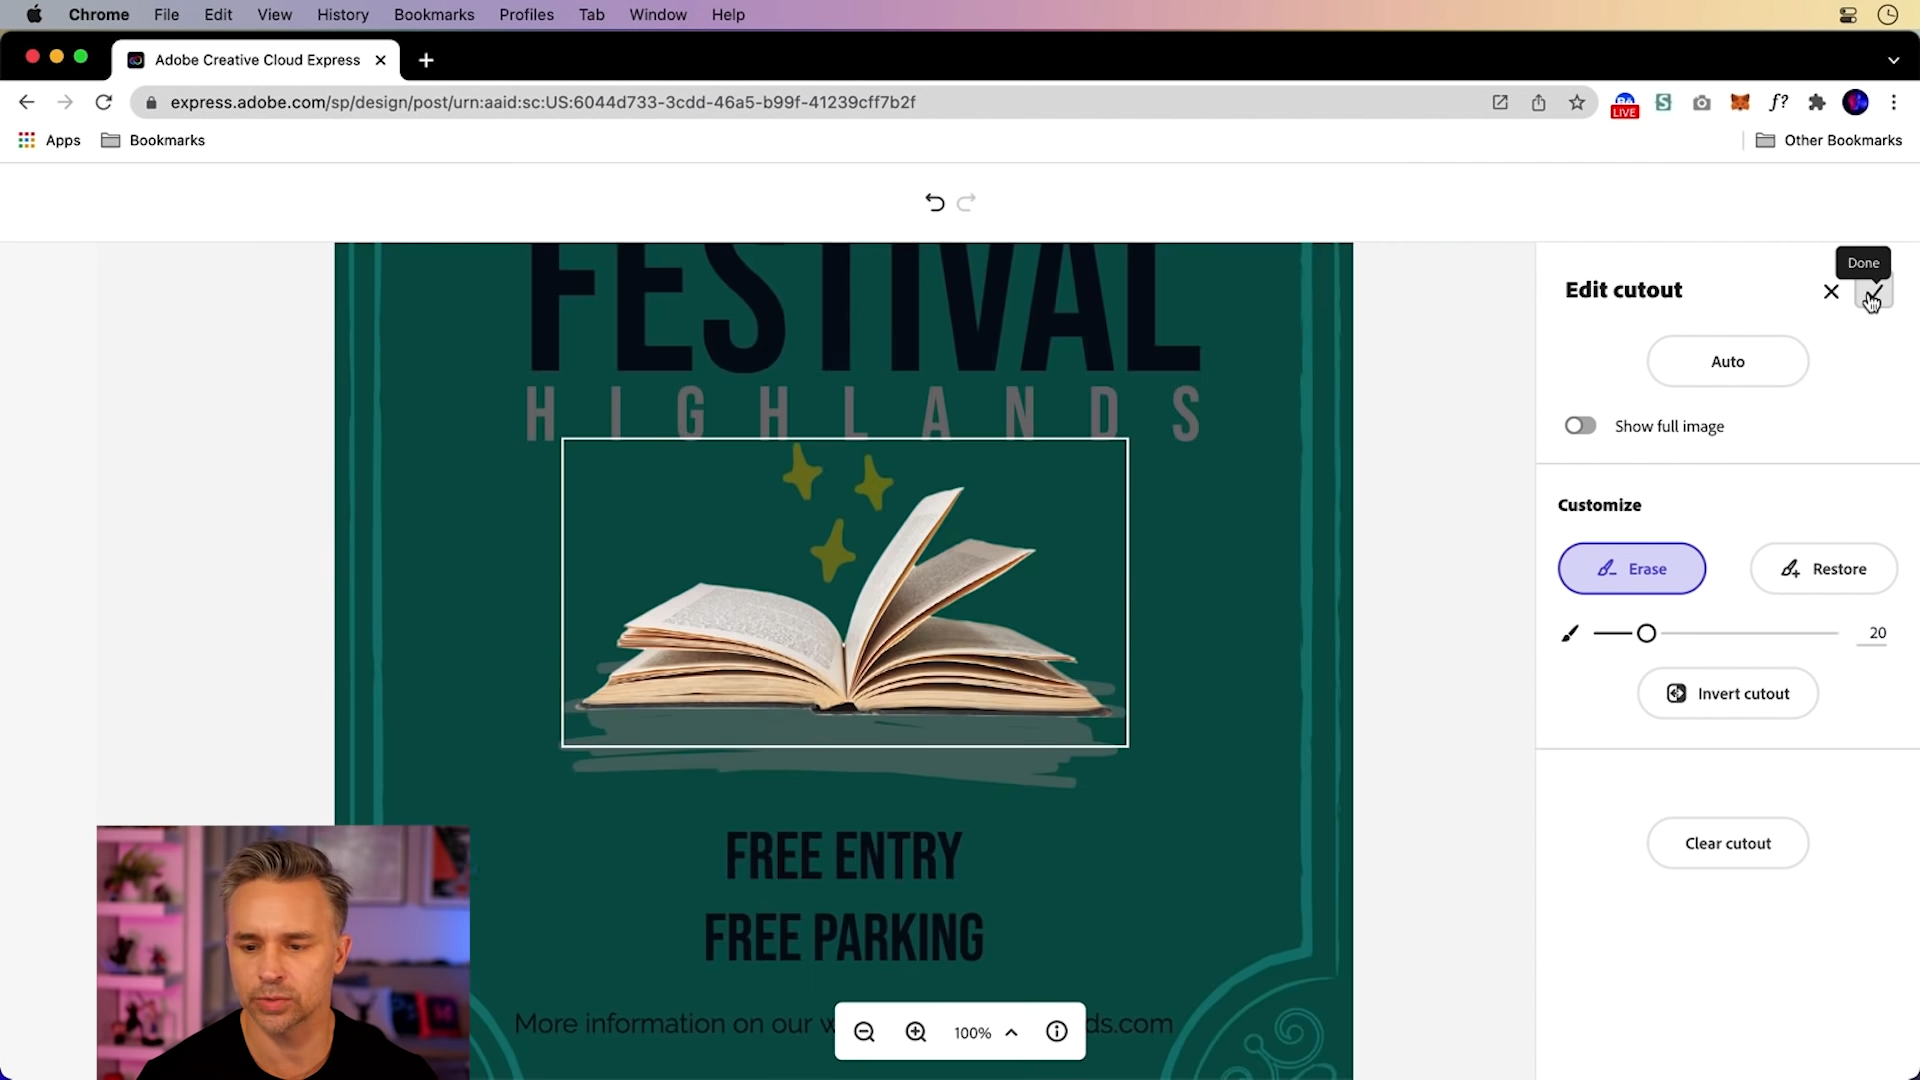 Chrome File Edit View History Bookmarks Profiles Tab Window Help
Adobe Creative Cloud Express
express.adobe.com/sp/design/post/urn:aaid:sc:US:6044d733-3cdd-46a5-b99f-41239cff7b2f
LIVE
S
f?
Apps Bookmarks Other Bookmarks
Done
Edit cutout
Auto
Show full image
Customize
Erase Restore
20
Invert cutout
Clear cutout
FESTIVAL
HIGHLANDS
FREE ENTRY
FREE PARKING
More information on our
100%
ds.com